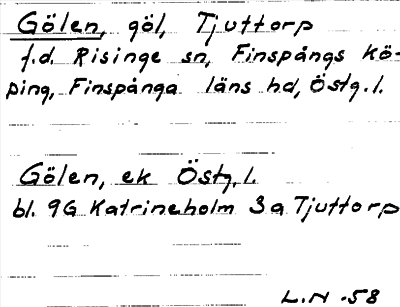 Gölen, göl, Tjuttorp
f.d. Risinge sn, Finspångs kö-
ping, Finspånga läns hd, Östg.l.
Gölen, ek Östg.l.
bl. 9G Katrineholm 3a Tjuttorp
L.N -58